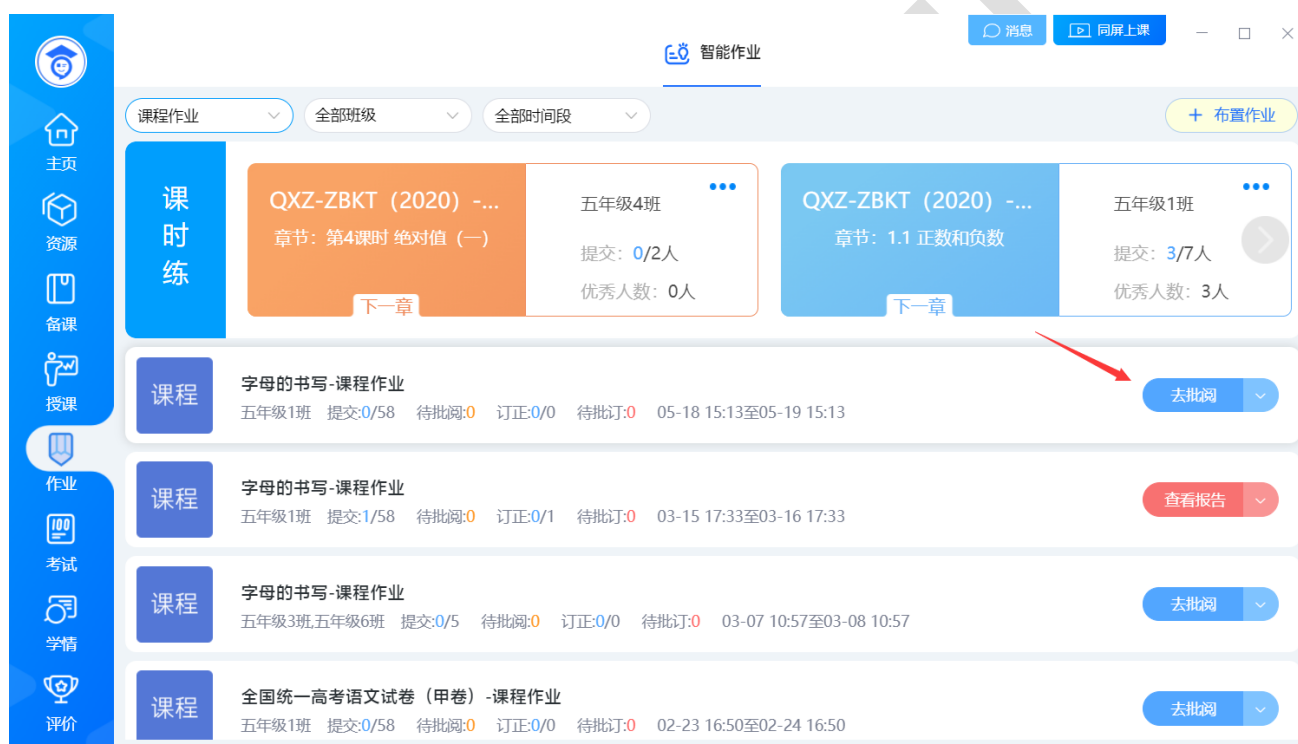 消息
同屏上课
智能作业
课程作业
全部班级
全部时间段
+ 布置作业
主页
资源
备课
授课
作业
100
考试
学情
评价
课时练
QXZ-ZBKT（2020）-...
章节：第4课时 绝对值（一）
下一章
五年级4班
提交：0/2人
优秀人数：0人
QXZ-ZBKT（2020）-...
章节：1.1 正数和负数
下一章
五年级1班
提交：3/7人
优秀人数：3人
课程
字母的书写-课程作业
五年级1班 提交:0/58 待批阅:0 订正:0/0 待批订:0 05-18 15:13至05-19 15:13
去批阅
课程
字母的书写-课程作业
五年级1班 提交:1/58 待批阅:0 订正:0/1 待批订:0 03-15 17:33至03-16 17:33
查看报告
课程
字母的书写-课程作业
五年级3班,五年级6班 提交:0/5 待批阅:0 订正:0/0 待批订:0 03-07 10:57至03-08 10:57
去批阅
课程
全国统一高考语文试卷（甲卷）-课程作业
五年级1班 提交:0/58 待批阅:0 订正:0/0 待批订:0 02-23 16:50至02-24 16:50
去批阅